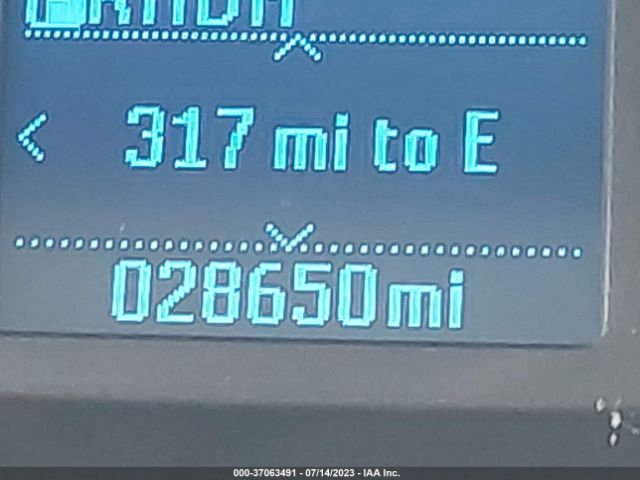 < 317 mi to E
028650mi
000-37063491 - 07/14/2023 - IAA Inc.